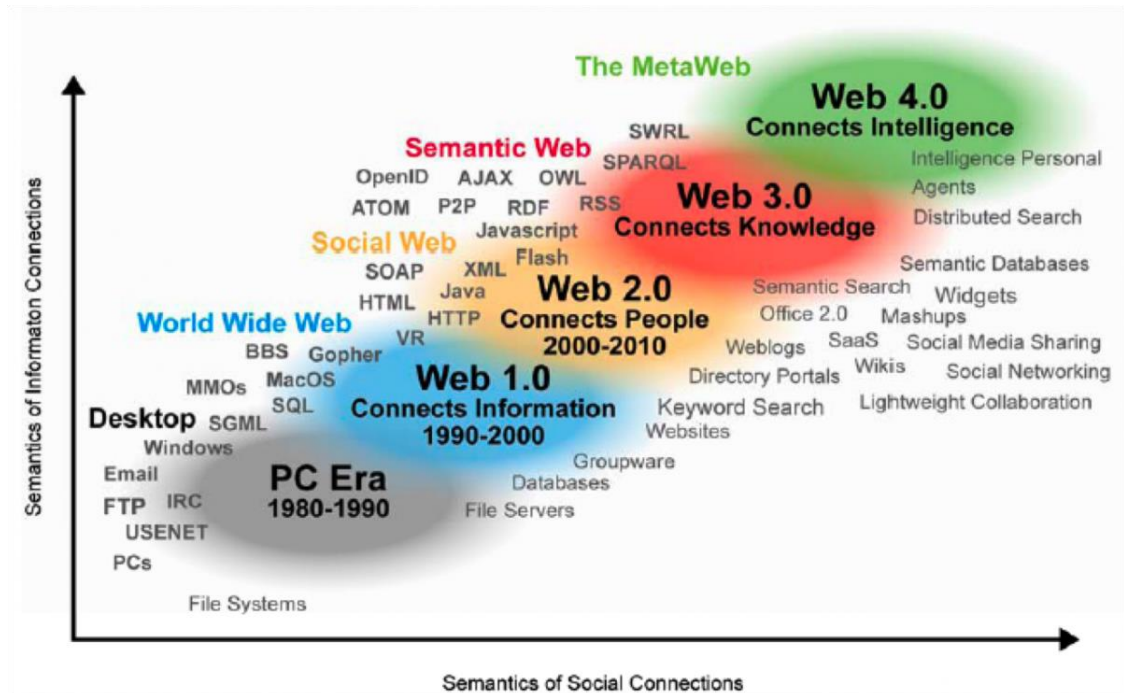 The MetaWeb
Web 4.0
Connects Intelligence
SWRL
Semantic Web
SPARQL
Intelligence Personal
Agents
OpenID AJAX OWL
Web 3.0
Connects Knowledge
ATOM P2P RDF RSS
Distributed Search
Javascript
Social Web
Flash
SOAP XML
Semantic Databases
HTML Java
Web 2.0
Connects People
2000-2010
Semantic Search
Widgets
Office 2.0 Mashups
HTTP
World Wide Web
VR
BBS Gopher
Weblogs SaaS Social Media Sharing
Wikis Social Networking
MMOs MacOS
Web 1.0
Connects Information
1990-2000
Directory Portals
SQL
Keyword Search Lightweight Collaboration
Desktop SGML
Websites
Windows
Groupware
Email
PC Era
1980-1990
Databases
FTP IRC
File Servers
USENET
PCs
File Systems
Semantics of Informaton Connections
Semantics of Social Connections